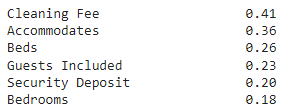 Cleaning Fee 0.41
Accommodates 0.36
Beds 0.26
Guests Included 0.23
Security Deposit 0.20
Bedrooms 0.18